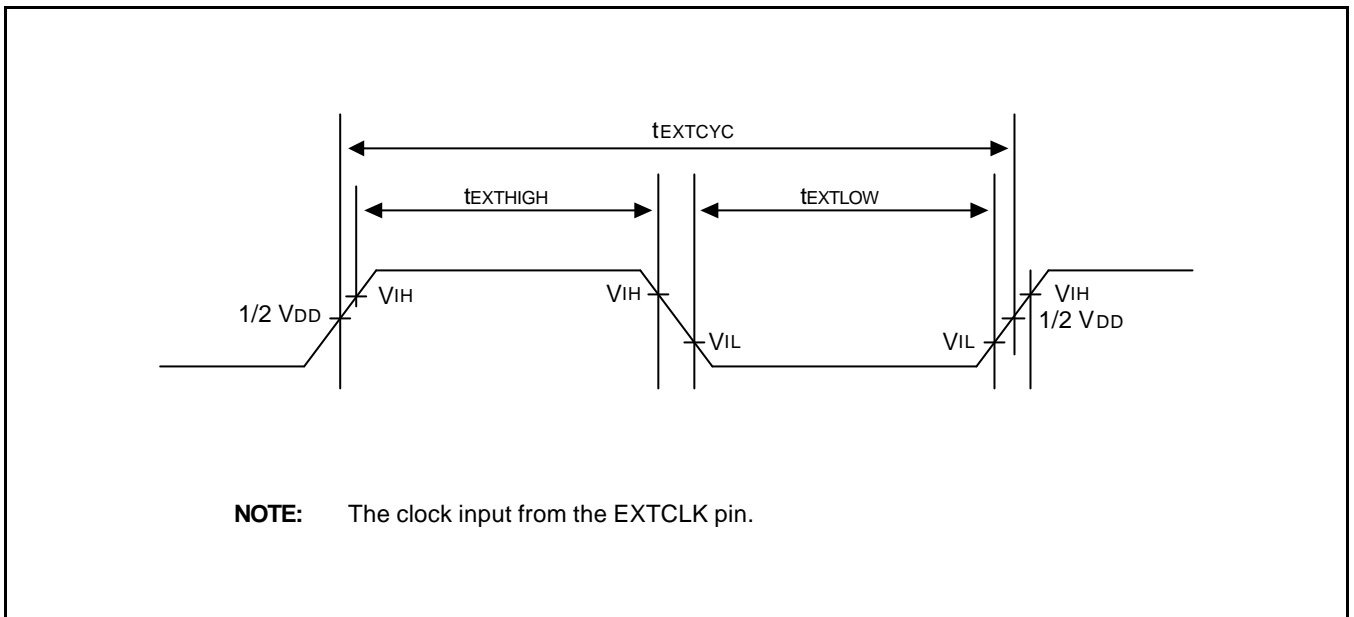 tEXTCYC
tEXTHIGH tEXTLOW
VIH VIH VIH
1/2 VDD 1/2 VDD
VIL VIL
NOTE: The clock input from the EXTCLK pin.